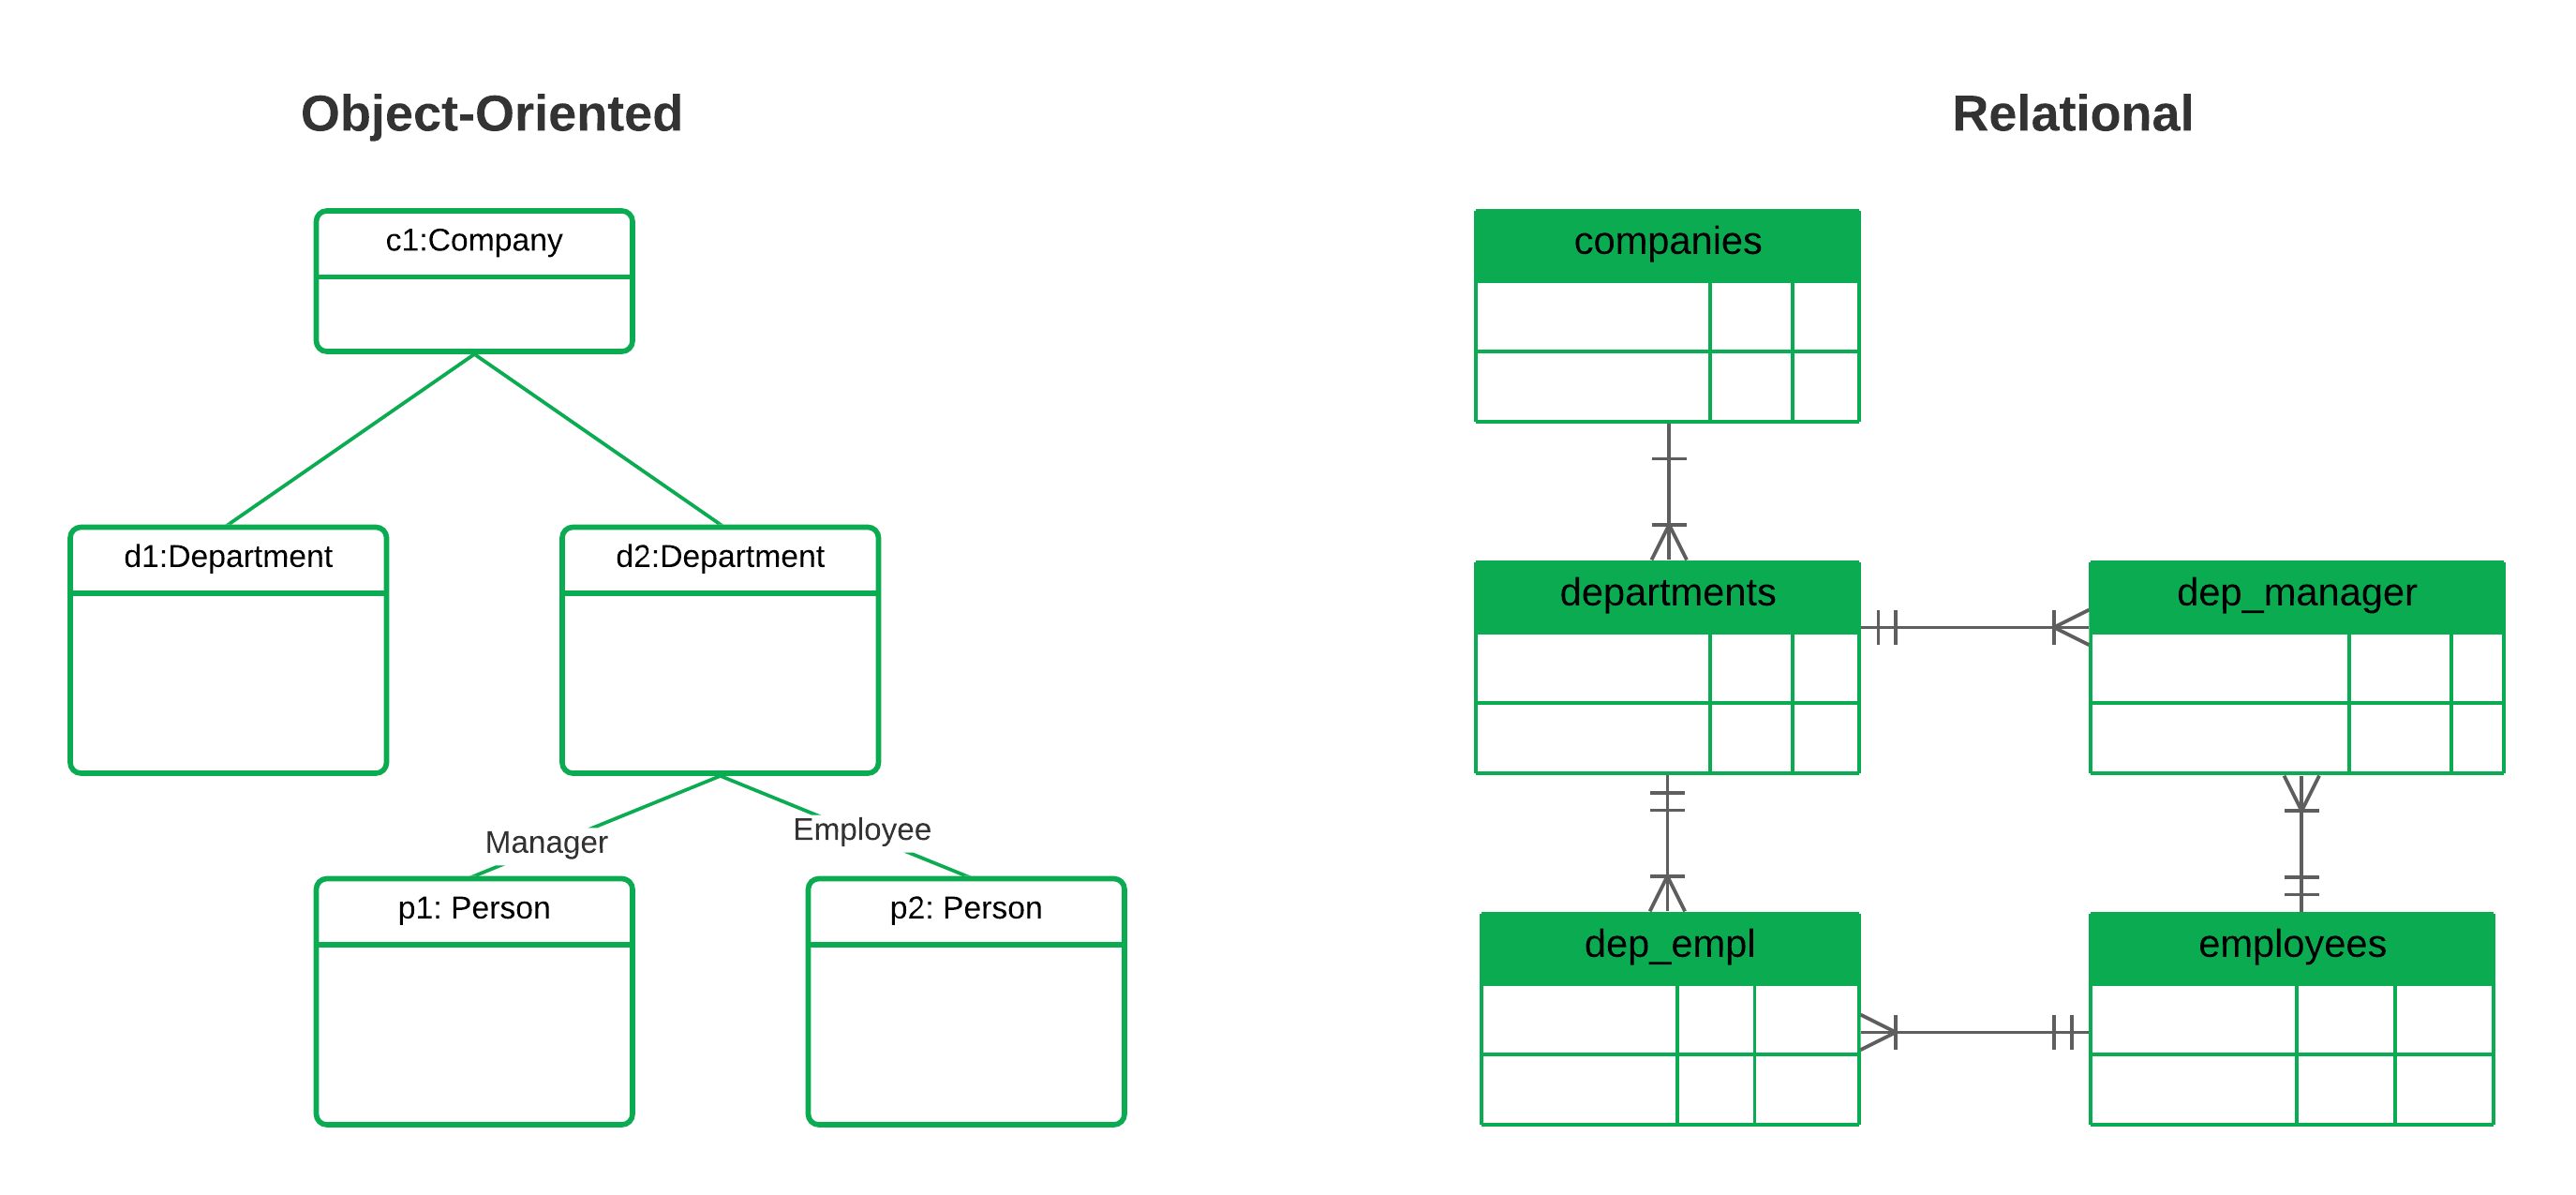 Object-Oriented
c1:Company
d1:Department
d2:Department
Manager
Employee
p1: Person
p2: Person
Relational
companies
departments
dep_manager
dep_empl
employees